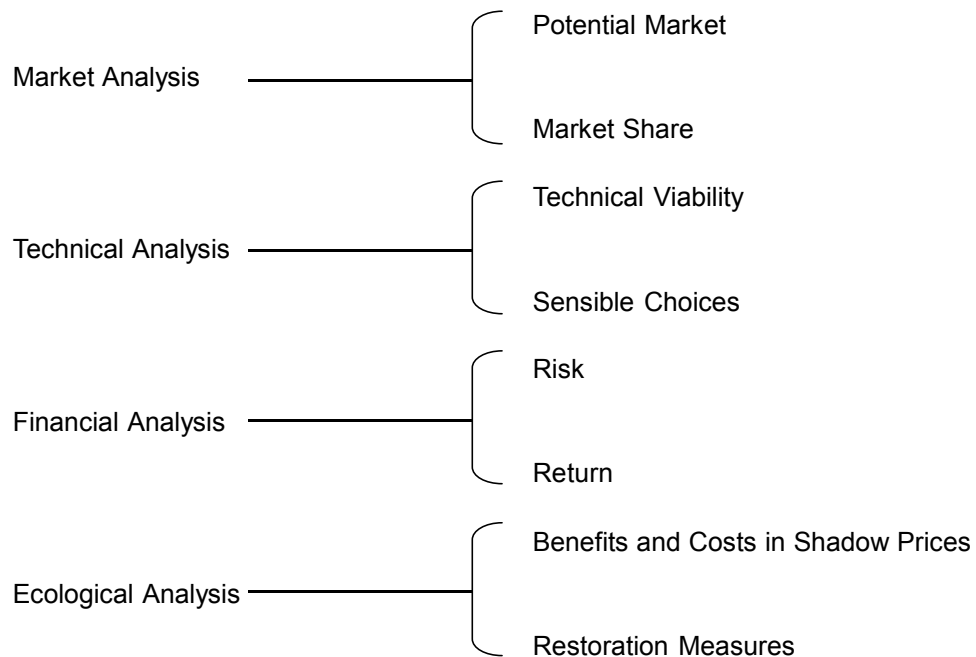 Potential Market
Market Analysis
Market Share
Technical Viability
Technical Analysis
Sensible Choices
Risk
Financial Analysis
Return
Benefits and Costs in Shadow Prices
Ecological Analysis
Restoration Measures